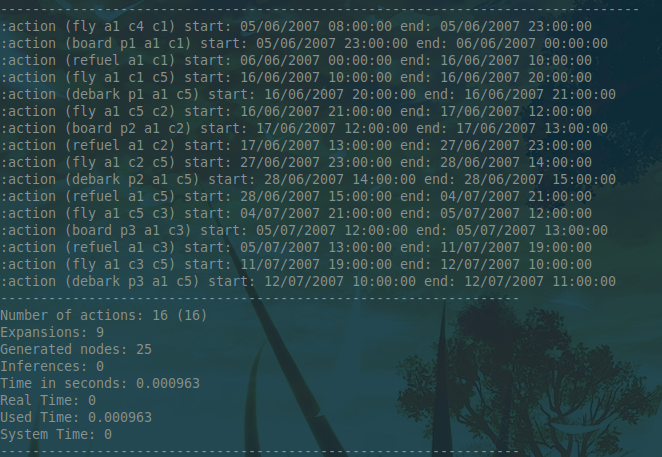 --------------------------------------------------------------------------------
:action (fly a1 c4 c1) start: 05/06/2007 08:00:00 end: 05/06/2007 23:00:00
:action (board p1 a1 c1) start: 05/06/2007 23:00:00 end: 06/06/2007 00:00:00
:action (refuel a1 c1) start: 06/06/2007 00:00:00 end: 16/06/2007 10:00:00
:action (fly a1 c1 c5) start: 16/06/2007 10:00:00 end: 16/06/2007 20:00:00
:action (debark p1 a1 c5) start: 16/06/2007 20:00:00 end: 16/06/2007 21:00:00
:action (fly a1 c5 c2) start: 16/06/2007 21:00:00 end: 17/06/2007 12:00:00
:action (board p2 a1 c2) start: 17/06/2007 12:00:00 end: 17/06/2007 13:00:00
:action (refuel a1 c2) start: 17/06/2007 13:00:00 end: 27/06/2007 23:00:00
:action (fly a1 c2 c5) start: 27/06/2007 23:00:00 end: 28/06/2007 14:00:00
:action (debark p2 a1 c5) start: 28/06/2007 14:00:00 end: 28/06/2007 15:00:00
:action (refuel a1 c5) start: 28/06/2007 15:00:00 end: 04/07/2007 21:00:00
:action (fly a1 c5 c3) start: 04/07/2007 21:00:00 end: 05/07/2007 12:00:00
:action (board p3 a1 c3) start: 05/07/2007 12:00:00 end: 05/07/2007 13:00:00
:action (refuel a1 c3) start: 05/07/2007 13:00:00 end: 11/07/2007 19:00:00
:action (fly a1 c3 c5) start: 11/07/2007 19:00:00 end: 12/07/2007 10:00:00
:action (debark p3 a1 c5) start: 12/07/2007 10:00:00 end: 12/07/2007 11:00:00
-----------------------------------------------------------------
Number of actions: 16 (16)
Expansions: 9
Generated nodes: 25
Inferences: 0
Time in seconds: 0.000963
Real Time: 0
Used Time: 0.000963
System Time: 0
-----------------------------------------------------------------